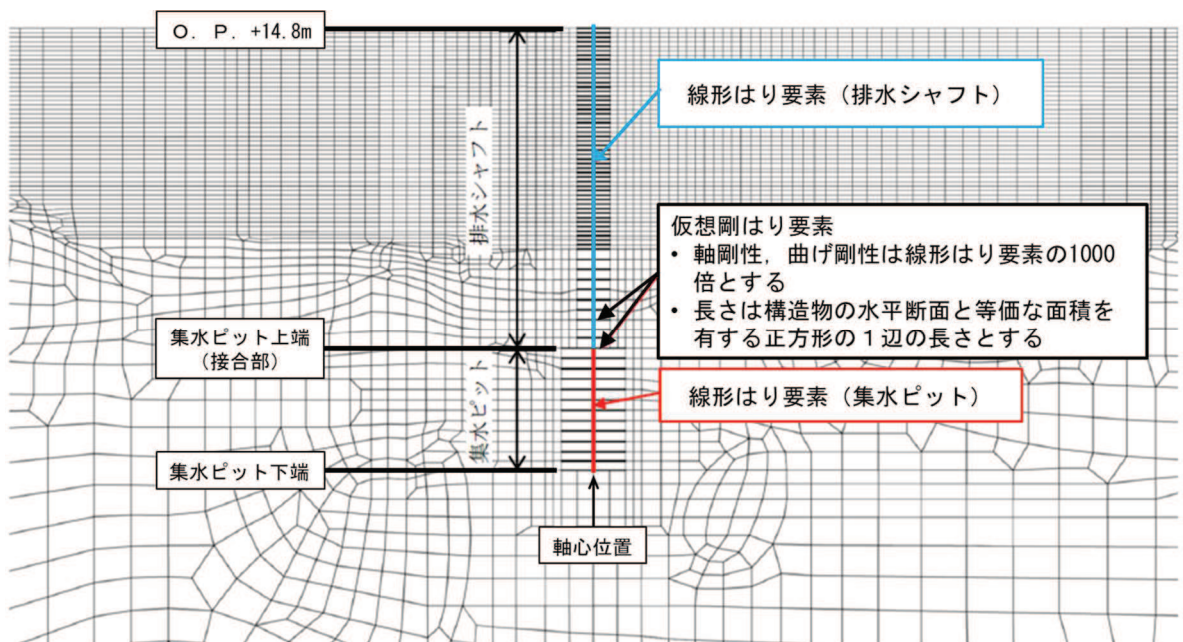 O. P. +14.8m
排水シャフト
線形はり要素（排水シャフト）
仮想剛はり要素
• 軸剛性，曲げ剛性は線形はり要素の1000
倍とする
• 長さは構造物の水平断面と等価な面積を
有する正方形の１辺の長さとする
集水ピット上端
(接合部)
集水ピット
線形はり要素（集水ピット）
集水ピット下端
軸心位置